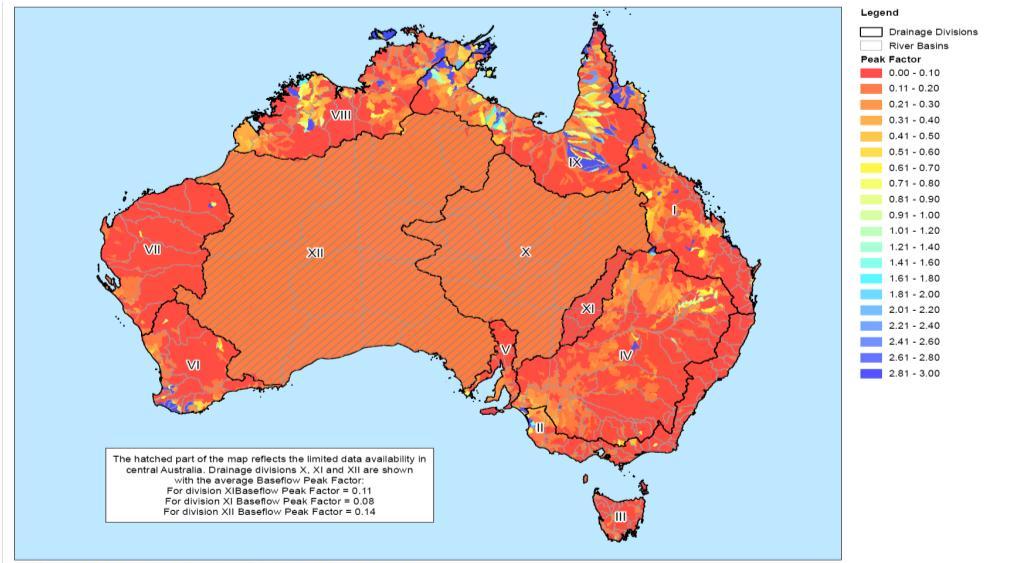 Legend
Drainage Divisions
River Basins
Peak Factor
0.00 - 0.10
0.11 - 0.20
0.21 - 0.30
0.31 - 0.40
0.41 - 0.50
0.51 - 0.60
0.61 - 0.70
0.71 - 0.80
0.81 - 0.90
0.91 - 1.00
1.01 - 1.20
1.21 - 1.40
1.41 - 1.60
1.61 - 1.80
1.81 - 2.00
2.01 - 2.20
2.21 - 2.40
2.41 - 2.60
2.61 - 2.80
2.81 - 3.00
VIII
IX
I
VII
XII
X
XI
V
IV
VI
II
III
The hatched part of the map reflects the limited data availability in
central Australia. Drainage divisions X, XI and XII are shown
with the average Baseflow Peak Factor:
For division XIBaseflow Peak Factor = 0.11
For division XI Baseflow Peak Factor = 0.08
For division XII Baseflow Peak Factor = 0.14